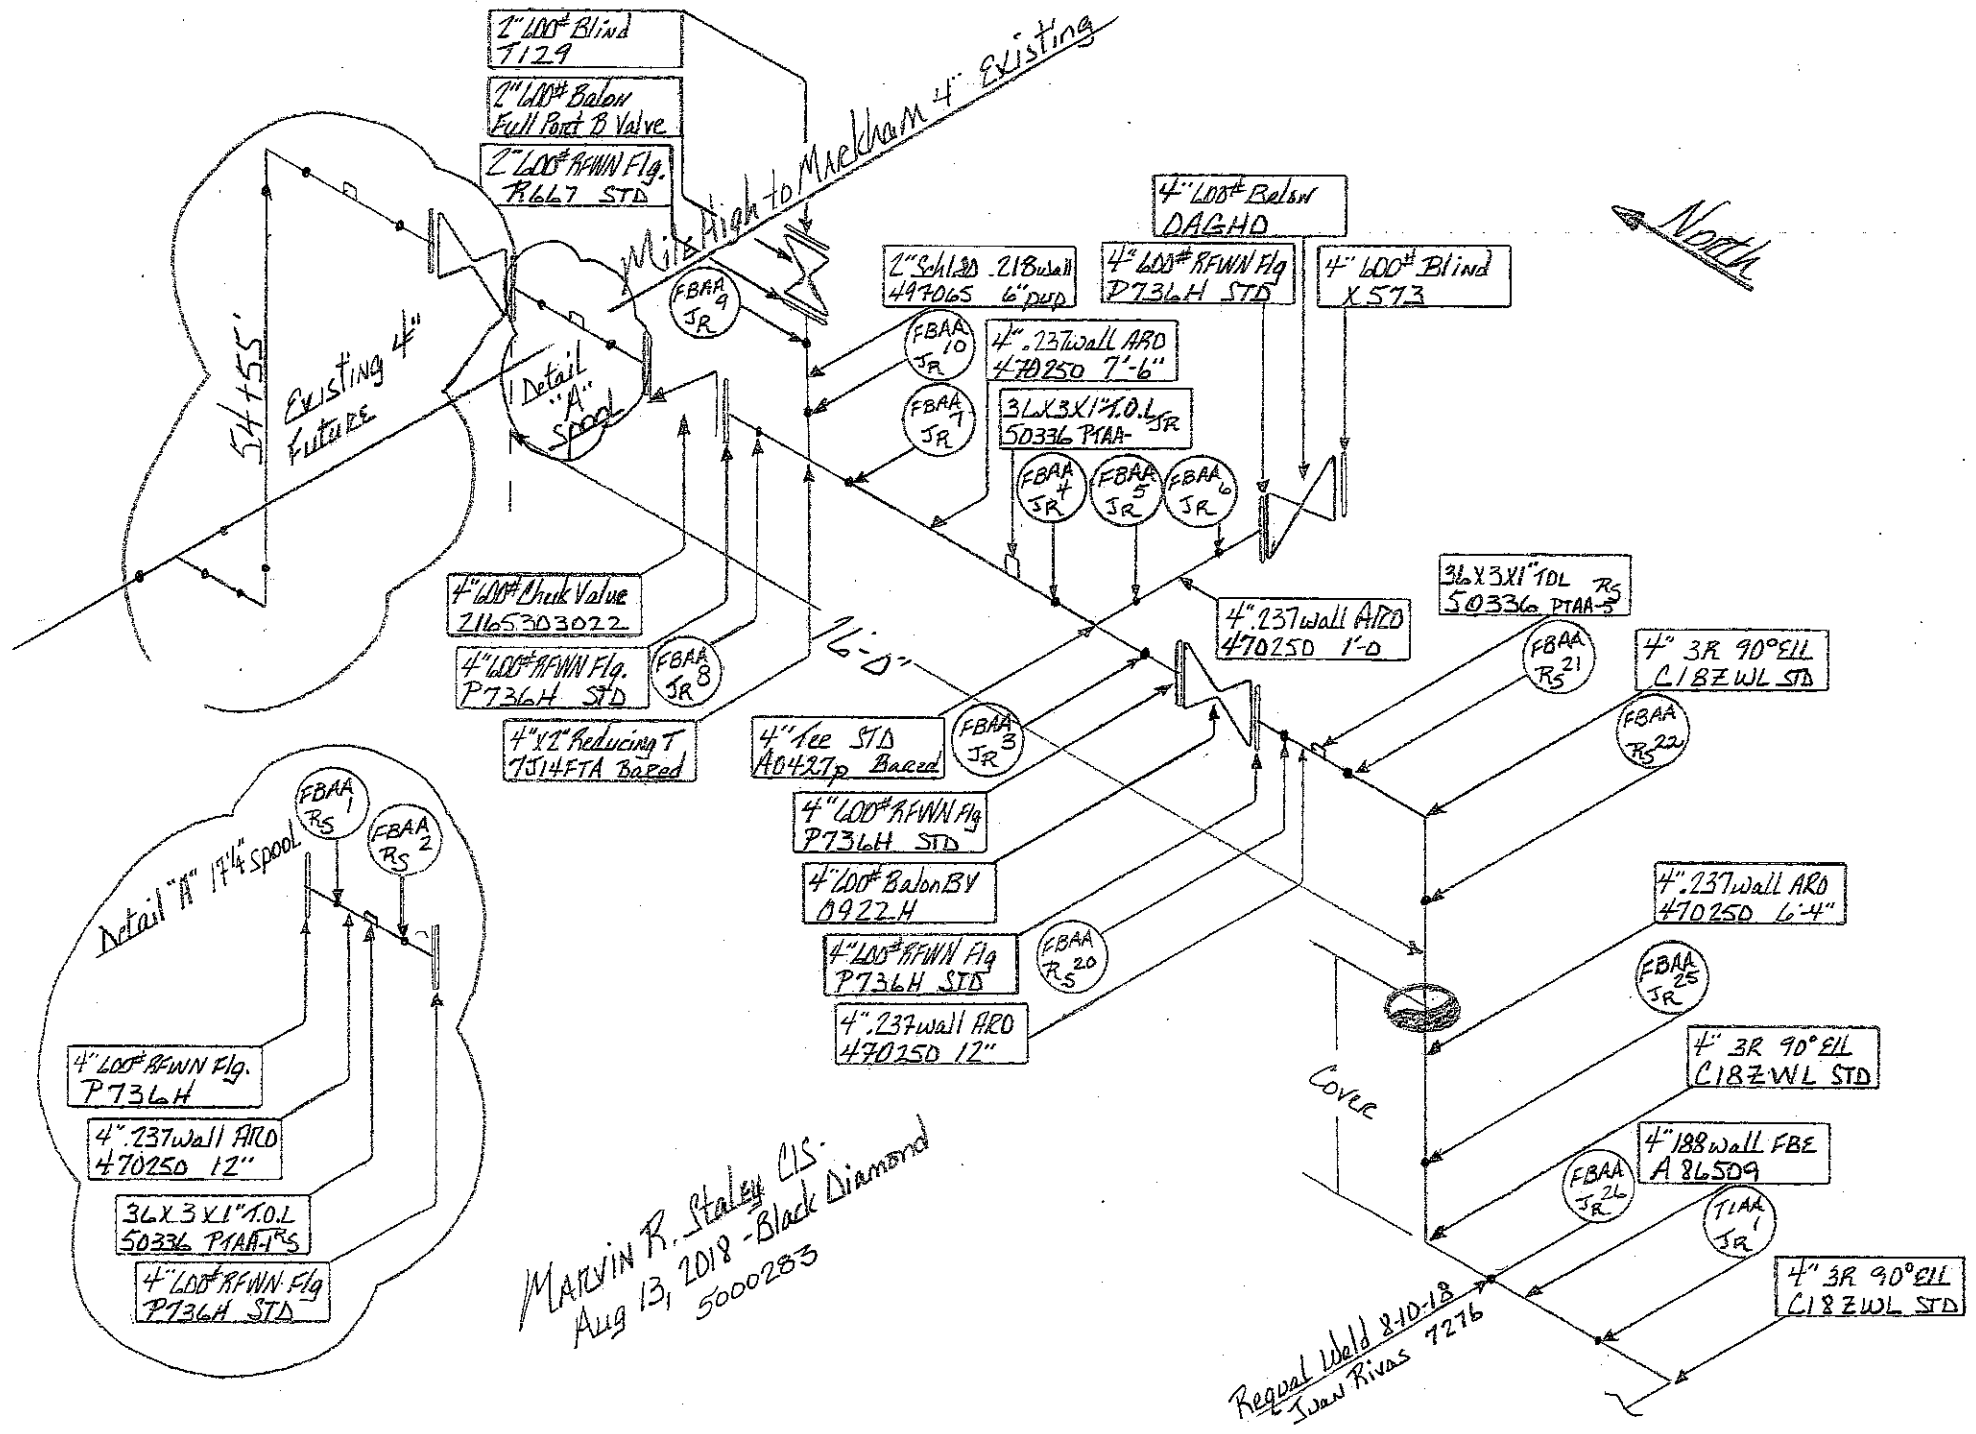 2" 600# Blind
T129
2" 600# Balon
Full Port B Valve
2" 600# RFWN Flg.
R667 STD
Mile High to Markham 4" Existing
North
4" 600# Balon
DAGHD
4" 600# RFWN Flg
P736H STD
4" 600# Blind
X573
2" Sch180 .218 wall
497065 6" pup
FBAA
9
JR
FBAA
10
JR
4" .237 wall ARO
470250 7'-6"
FBAA
7
JR
36X3X1" T.O.L JR
50336 PTAA-
FBAA
4
JR
FBAA
5
JR
FBAA
6
JR
54+55'
Existing 4"
Future
Detail
"A"
Spool
4" 600# Check Valve
2165303022
4" 600# RFWN Flg.
P736H STD
FBAA
8
JR
4"X2" Reducing T
7J14FTA Bared
26'-0"
4" Tee STD
A0427p Bared
FBAA
3
JR
4" .237 wall ARO
470250 1'-0
36X3X1" TOL RS
50336 PTAA-5
FBAA
21
RS
4" 3R 90° Ell
C18ZWL STD
FBAA
22
RS
4" 600# RFWN Flg
P736H STD
4" 600# Balon BV
0922H
4" 600# RFWN Flg
P736H STD
FBAA
20
RS
4" .237 wall ARO
470250 12"
4" .237 wall ARO
470250 6'-4"
FBAA
25
JR
Cover
4" 3R 90° Ell
C18ZWL STD
4" 188 wall FBE
A86509
FBAA
26
JR
T1AA
1
JR
4" 3R 90° Ell
C18ZWL STD
Requal Weld 8-10-18
Juan Rivas 7276
Detail "A" 17 1/4" Spool
FBAA
1
RS
FBAA
2
RS
4" 600# RFWN Flg.
P736H
4" .237 wall ARO
470250 12"
36X3X1" T.O.L
50336 PTAA-1 RS
4" 600# RFWN Flg
P736H STD
Marvin R. Staley CIS.
Aug 13, 2018 - Black Diamond
5000283